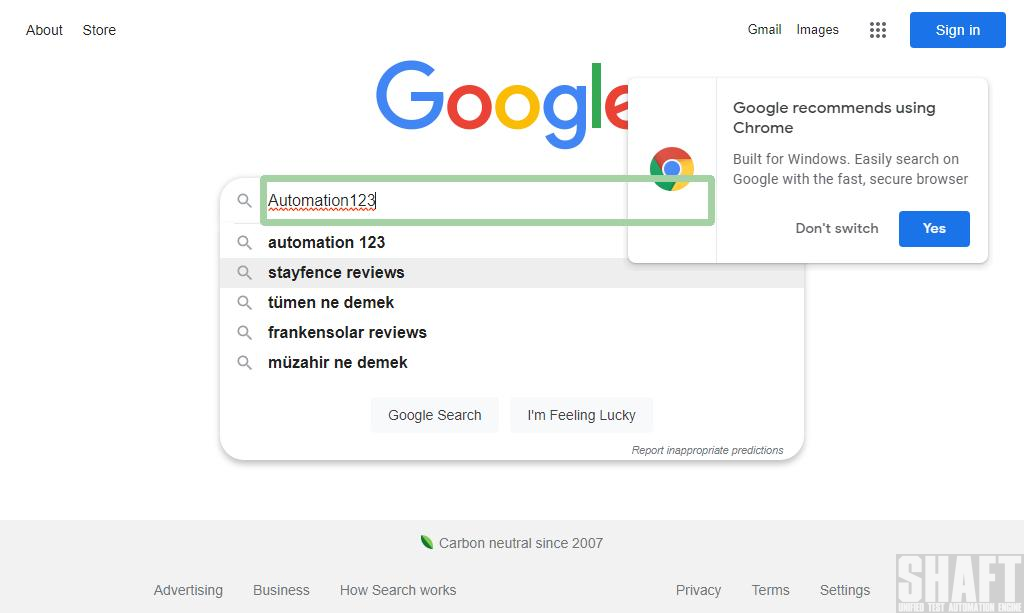 About Store
Gmail Images
Sign in
Google
Google recommends using
Chrome
Built for Windows. Easily search on
Google with the fast, secure browser
Don't switch
Yes
Automation123
automation 123
stayfence reviews
tümen ne demek
frankensolar reviews
müzahir ne demek
Google Search
I'm Feeling Lucky
Report inappropriate predictions
Carbon neutral since 2007
Advertising Business How Search works
Privacy Terms Settings
SHAFT
UNIFIED TEST AUTOMATION ENGINE